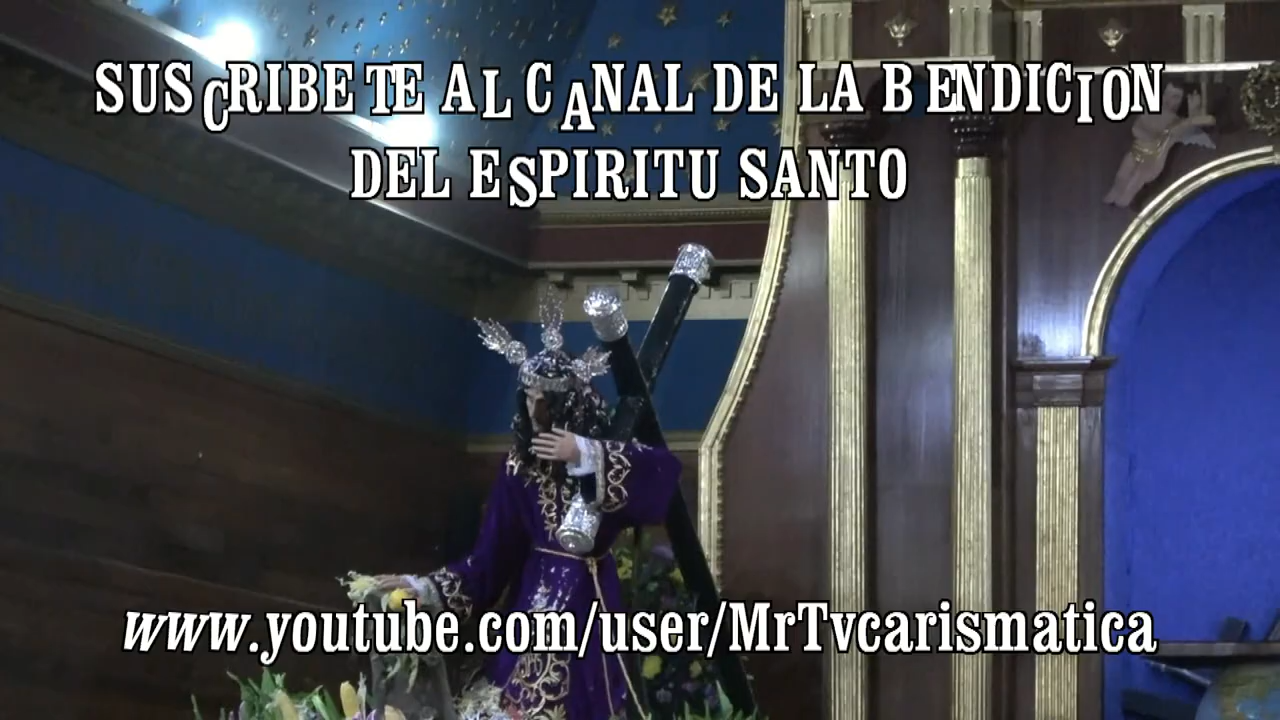 SUSCRIBETE AL CANAL DE LA BENDICION
DEL ESPIRITU SANTO
www.youtube.com/user/MrTvcarismatica